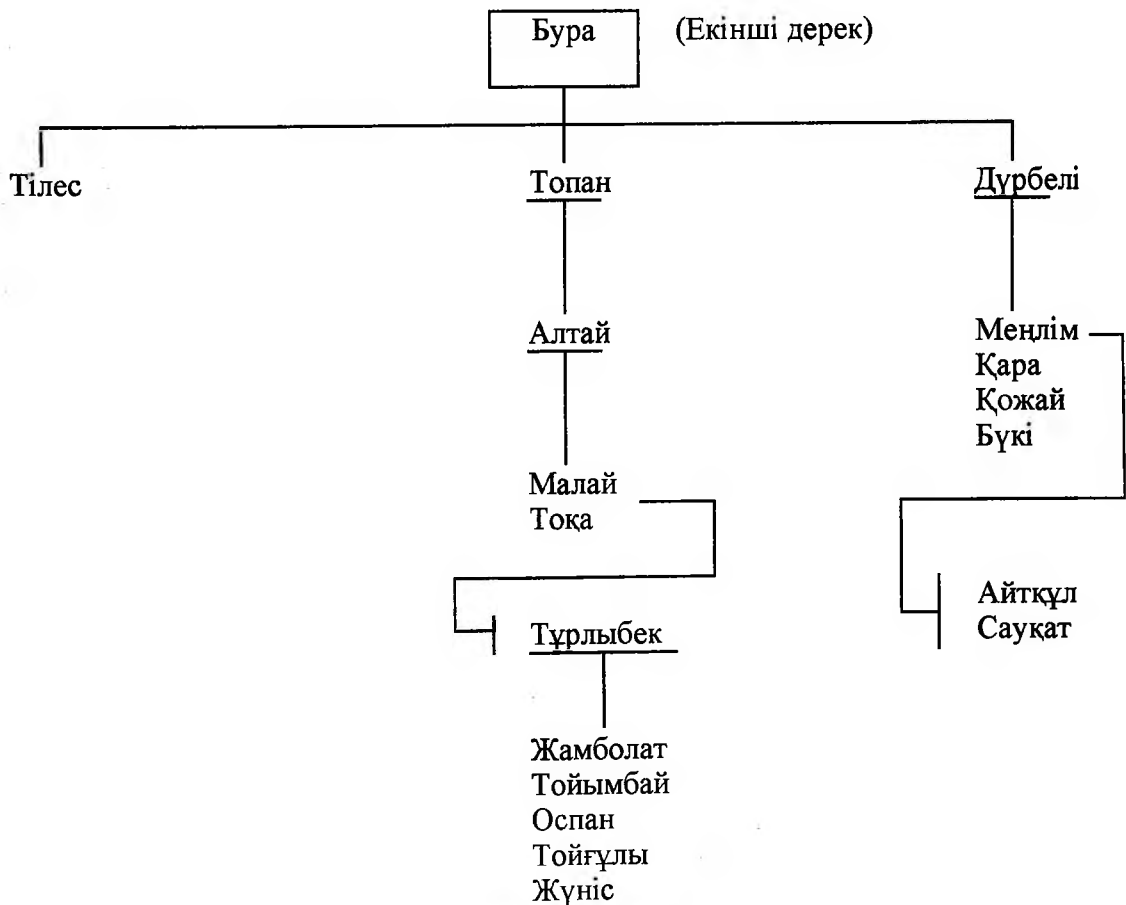 Бура (Екінші дерек)
Тілес Топан Дүрбелі
Алтай Меңлім
Қара
Қожай
Бүкі
Малай
Тоқа
Айтқұл
Сауқат
Тұрлыбек
Жамболат
Тойымбай
Оспан
Тойғұлы
Жүніс